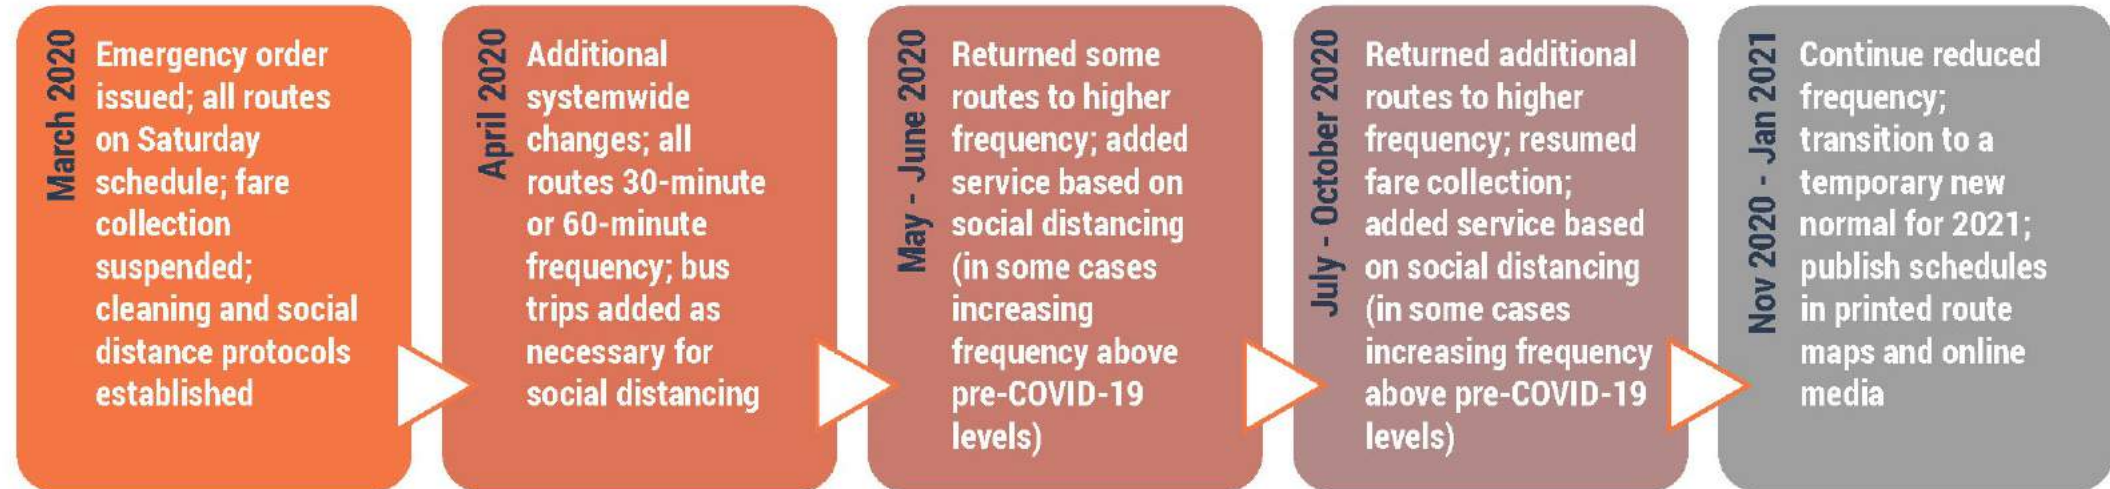 March 2020
Emergency order
issued; all routes
on Saturday
schedule; fare
collection
suspended;
cleaning and social
distance protocols
established
April 2020
Additional
systemwide
changes; all
routes 30-minute
or 60-minute
frequency; bus
trips added as
necessary for
social distancing
May - June 2020
Returned some
routes to higher
frequency; added
service based on
social distancing
(in some cases
increasing
frequency above
pre-COVID-19
levels)
July - October 2020
Returned additional
routes to higher
frequency; resumed
fare collection;
added service based
on social distancing
(in some cases
increasing frequency
above pre-COVID-19
levels)
Nov 2020 - Jan 2021
Continue reduced
frequency;
transition to a
temporary new
normal for 2021;
publish schedules
in printed route
maps and online
media